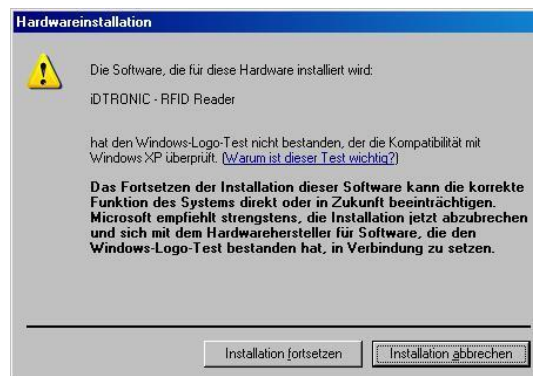 Hardwareinstallation
Die Software, die für diese Hardware installiert wird:
iDTRONIC - RFID Reader
hat den Windows-Logo-Test nicht bestanden, der die Kompatibilität mit
Windows XP überprüft. (Warum ist dieser Test wichtig?)
Das Fortsetzen der Installation dieser Software kann die korrekte
Funktion des Systems direkt oder in Zukunft beeinträchtigen.
Microsoft empfiehlt strengstens, die Installation jetzt abzubrechen
und sich mit dem Hardwarehersteller für Software, die den
Windows-Logo-Test bestanden hat, in Verbindung zu setzen.
Installation fortsetzen
Installation abbrechen